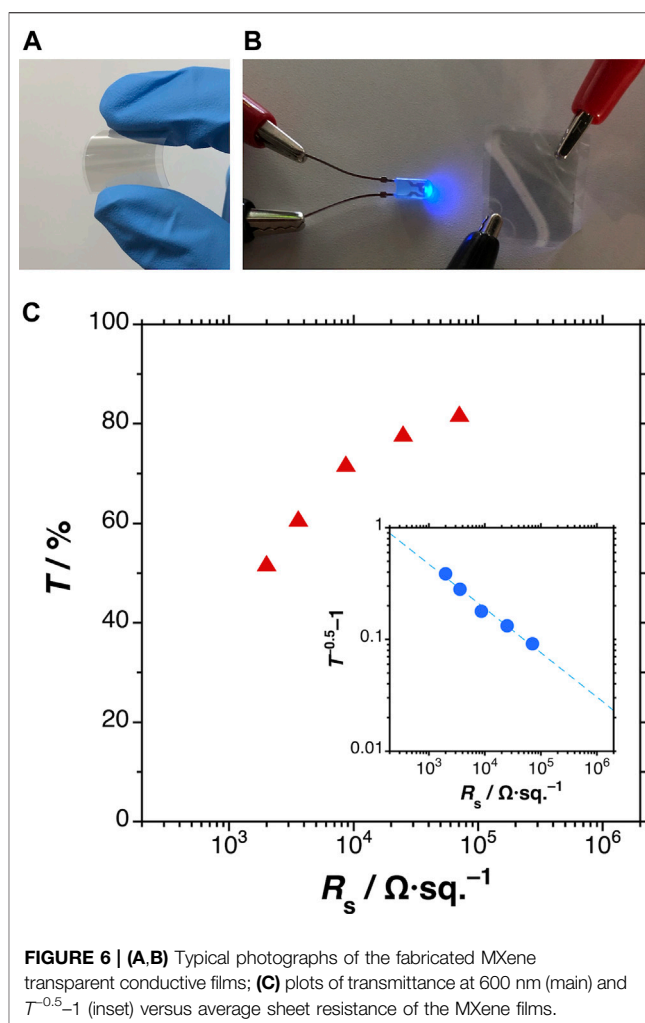 A
B
C
100
80
60
40
20
0
T / %
10³
10⁴
10⁵
10⁶
Rₛ / Ω·sq.⁻¹
1
0.1
0.01
T⁻⁰·⁵–1
10³
10⁴
10⁵
10⁶
Rₛ / Ω·sq.⁻¹
FIGURE 6 | (A,B) Typical photographs of the fabricated MXene
transparent conductive films; (C) plots of transmittance at 600 nm (main) and
T⁻⁰·⁵–1 (inset) versus average sheet resistance of the MXene films.